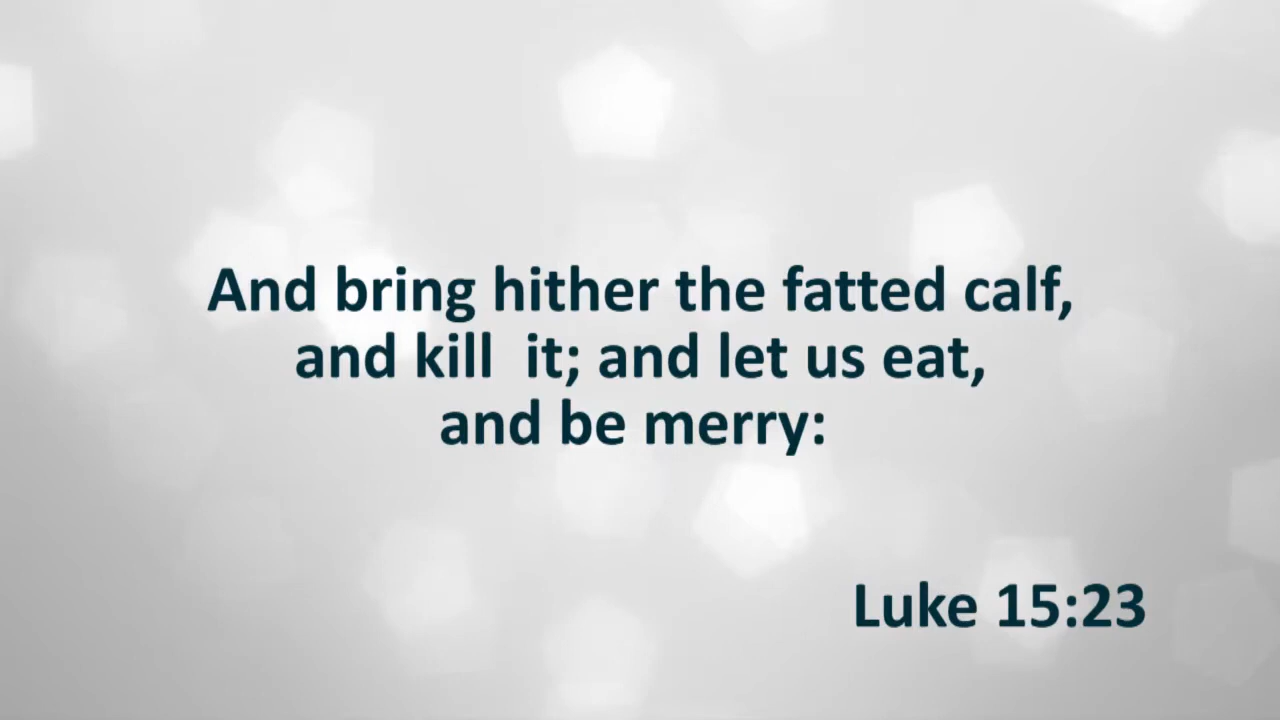 And bring hither the fatted calf,
and kill  it; and let us eat,
and be merry:
Luke 15:23